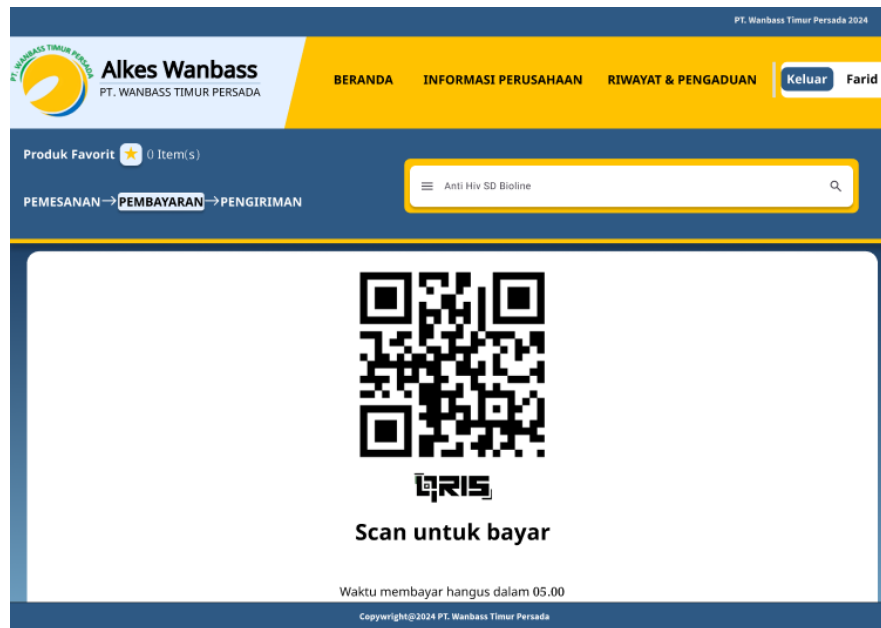 PT. Wanbass Timur Persada 2024
PT. WANBASS TIMUR PERSADA
Alkes Wanbass
PT. WANBASS TIMUR PERSADA
BERANDA
INFORMASI PERUSAHAAN
RIWAYAT & PENGADUAN
Keluar
Farid
Produk Favorit 0 Item(s)
Anti Hiv SD Bioline
PEMESANAN→PEMBAYARAN→PENGIRIMAN
QRIS
Scan untuk bayar
Waktu membayar hangus dalam 05.00
Copywright@2024 PT. Wanbass Timur Persada